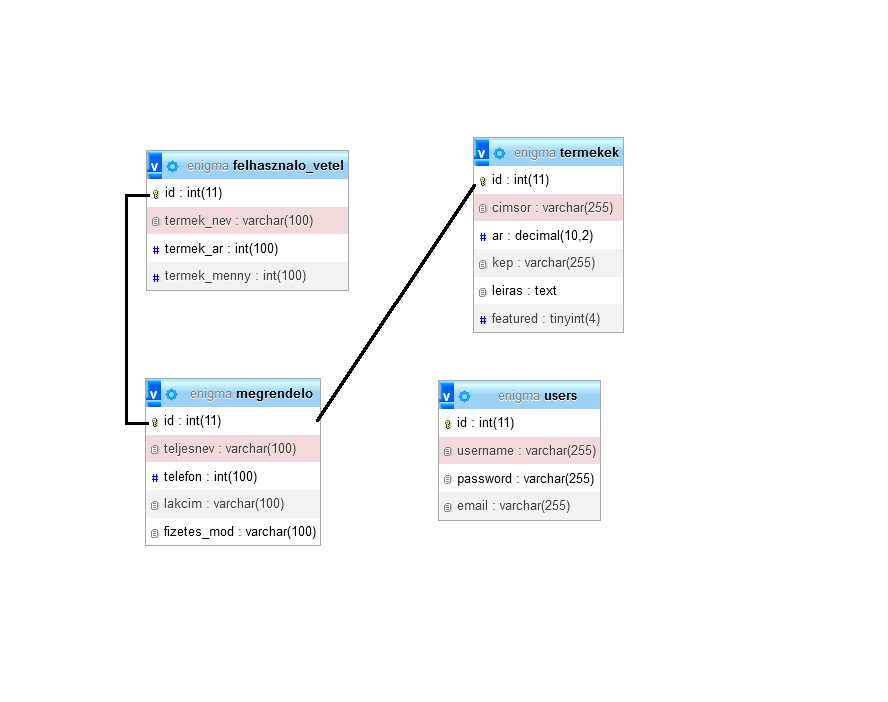 v enigma felhasznalo_vetel
id : int(11)
termek_nev : varchar(100)
# termek_ar : int(100)
# termek_menny : int(100)
v enigma termekek
id : int(11)
cimsor : varchar(255)
# ar : decimal(10,2)
kep : varchar(255)
leiras : text
# featured : tinyint(4)
v enigma megrendelo
id : int(11)
teljesnev : varchar(100)
# telefon : int(100)
lakcim : varchar(100)
fizetes_mod : varchar(100)
v enigma users
id : int(11)
username : varchar(255)
password : varchar(255)
email : varchar(255)